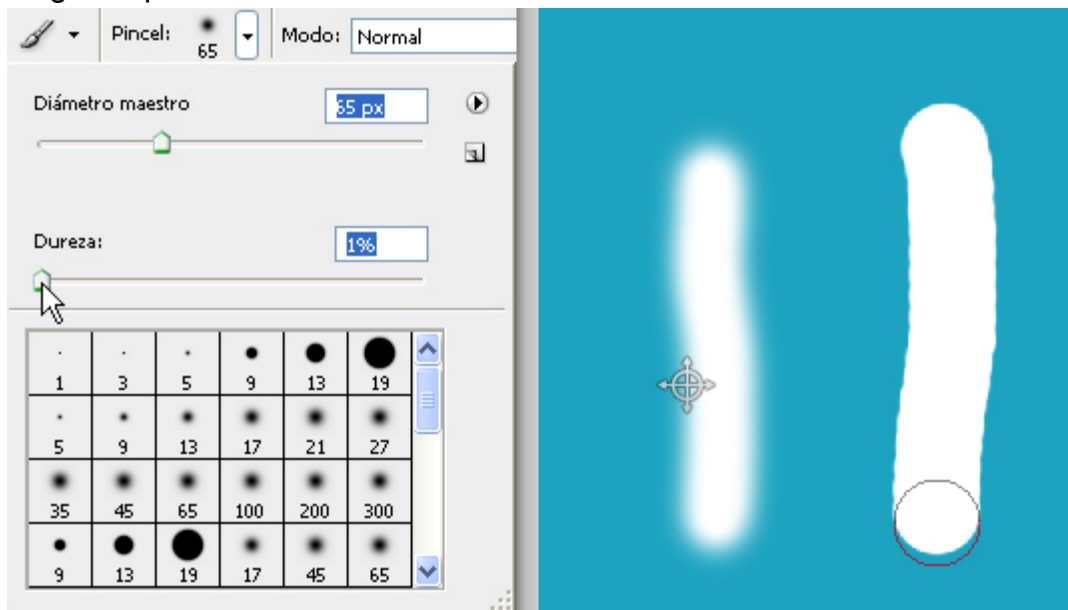 Pincel: 65 Modo: Normal
Diámetro maestro 65 px
Dureza: 1%
1 3 5 9 13 19
5 9 13 17 21 27
35 45 65 100 200 300
9 13 19 17 45 65